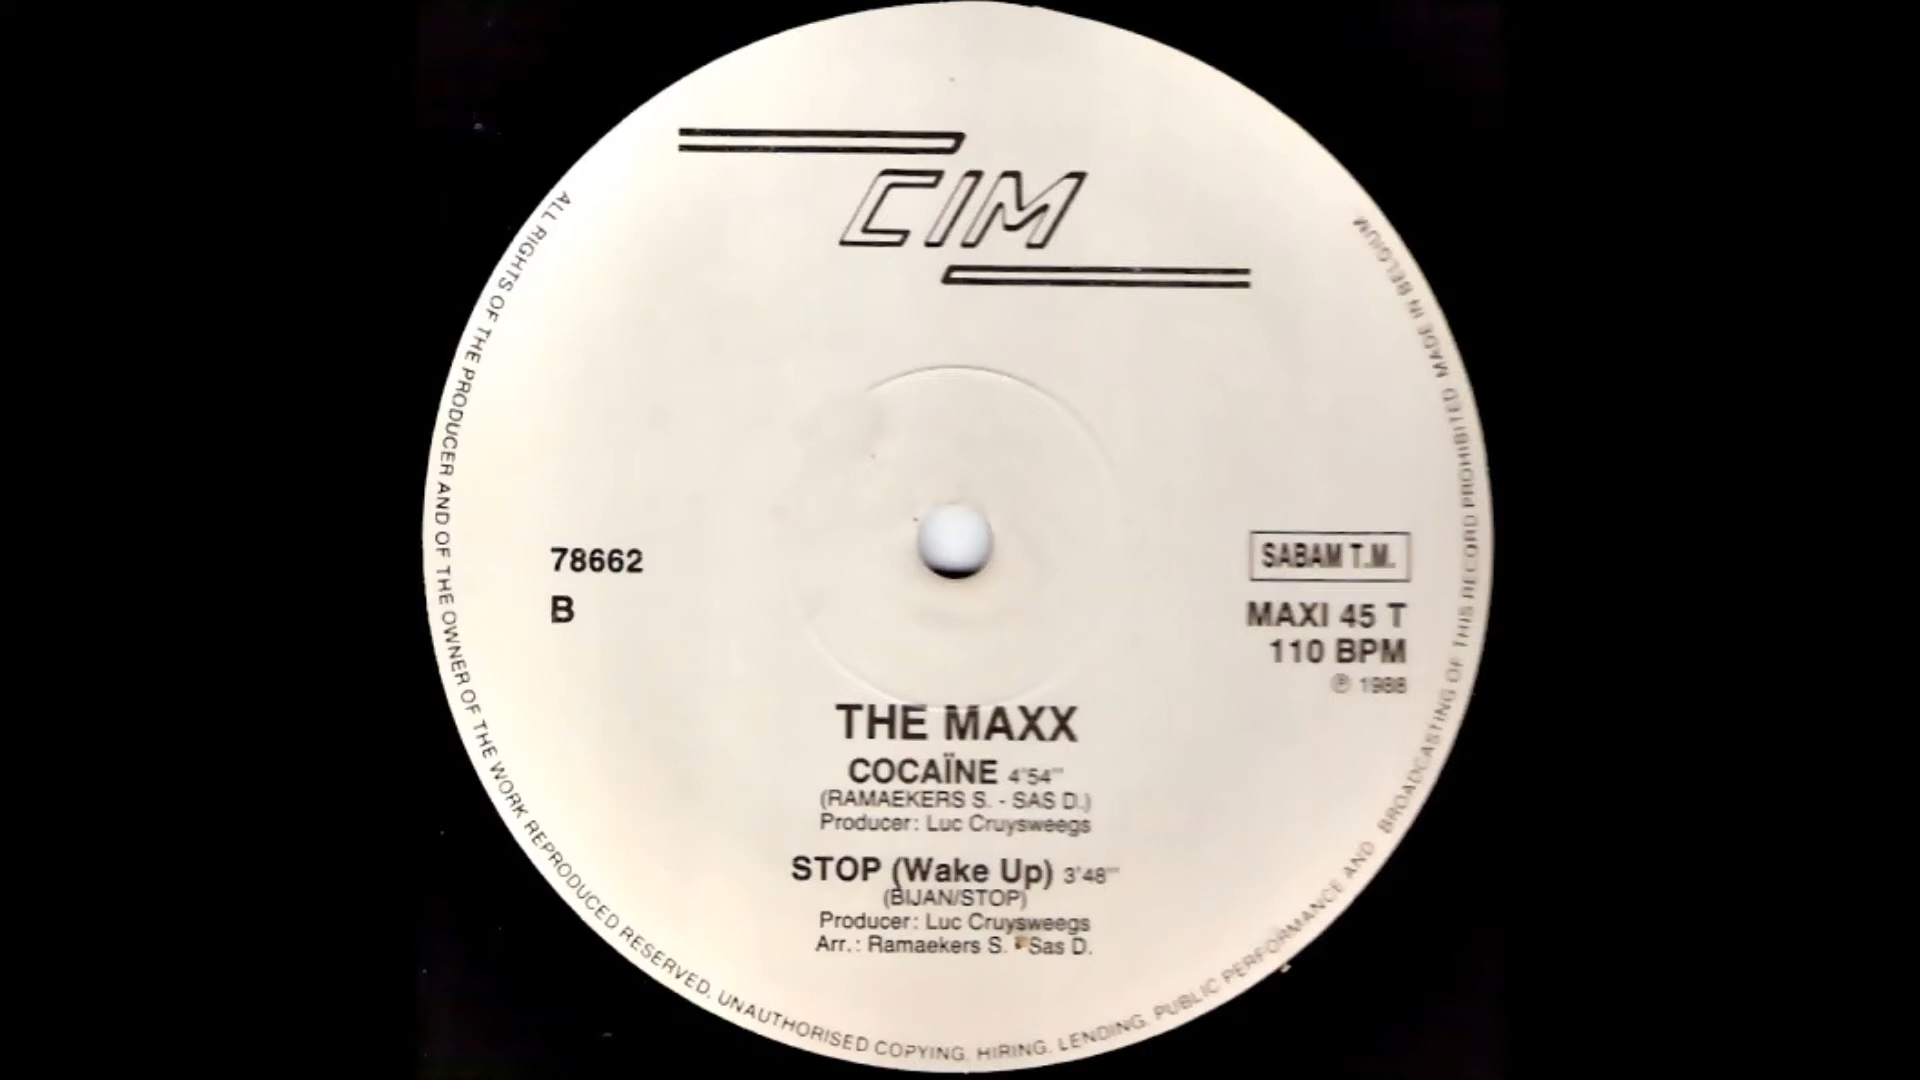 CIM
78662
B
SABAM T.M.
MAXI 45 T
110 BPM
℗ 1988
THE MAXX
COCAÏNE 4'54''
(RAMAEKERS S. - SAS D.)
Producer: Luc Cruysweegs
STOP (Wake Up) 3'48''
(BIJAN/STOP)
Producer: Luc Cruysweegs
Arr.: Ramaekers S. - Sas D.
ALL RIGHTS OF THE PRODUCER AND OF THE OWNER OF THE WORK REPRODUCED RESERVED. UNAUTHORISED COPYING. HIRING. LENDING. PUBLIC PERFORMANCE AND BROADCASTING OF THIS RECORD PROHIBITED MADE IN BELGIUM